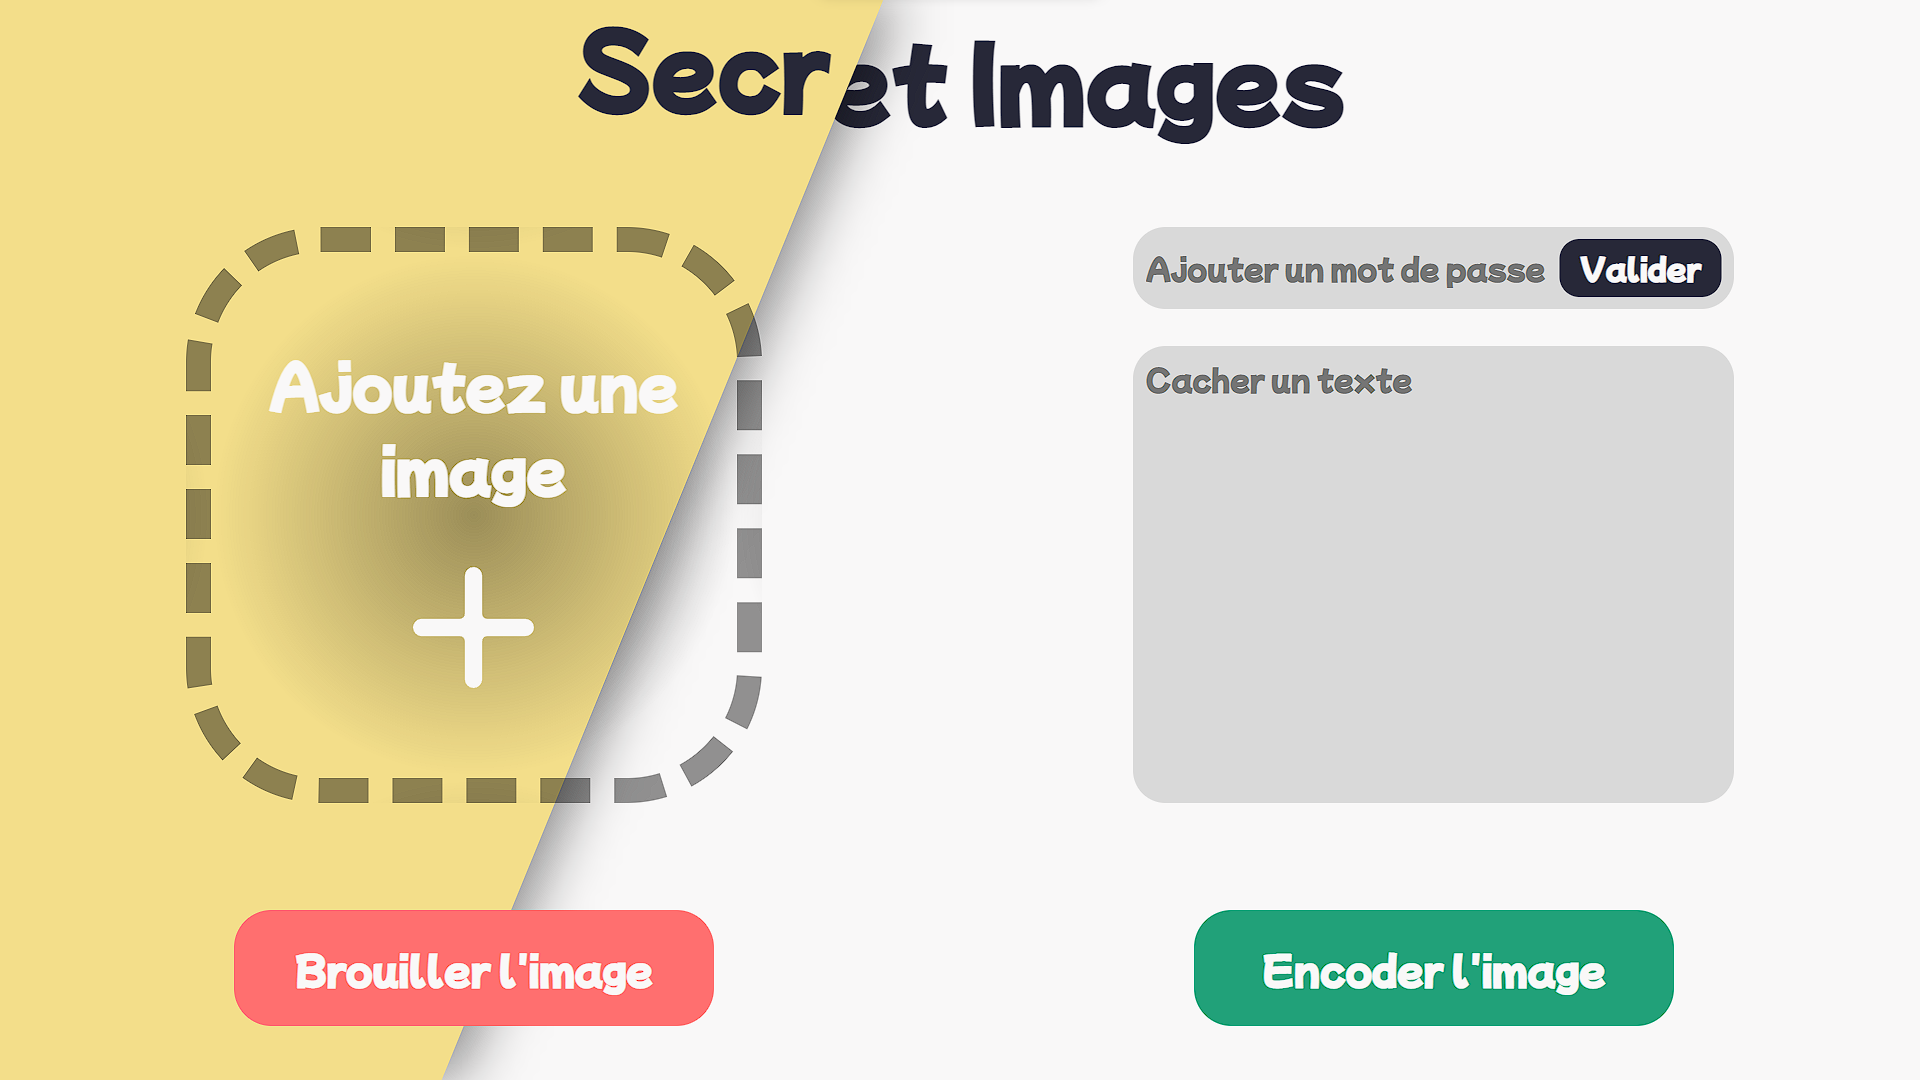 Secret Images
Ajoutez une
image
Ajouter un mot de passe
Valider
Cacher un texte
Brouiller l'image
Encoder l'image